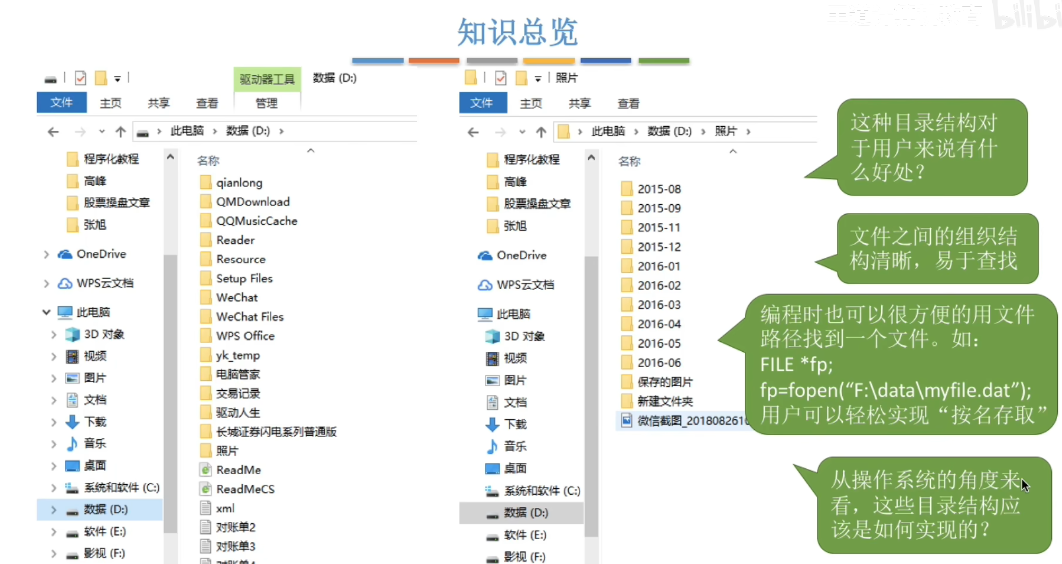 知识总览
驱动器工具
数据 (D:)
文件
主页
共享
查看
管理
此电脑 › 数据 (D:) ›
程序化教程
高峰
股票操盘文章
张旭
OneDrive
WPS云文档
此电脑
3D 对象
视频
图片
文档
下载
音乐
桌面
系统和软件 (C:)
数据 (D:)
软件 (E:)
影视 (F:)
名称
qianlong
QMDownload
QQMusicCache
Reader
Resource
Setup Files
WeChat
WeChat Files
WPS Office
yk_temp
电脑管家
交易记录
驱动人生
长城证券闪电系列普通版
照片
ReadMe
ReadMeCS
xml
对账单2
对账单3
照片
文件
主页
共享
查看
此电脑 › 数据 (D:) › 照片 ›
程序化教程
高峰
股票操盘文章
张旭
OneDrive
WPS云文档
此电脑
3D 对象
视频
图片
文档
下载
音乐
桌面
系统和软件 (C:)
数据 (D:)
软件 (E:)
影视 (F:)
名称
2015-08
2015-09
2015-11
2015-12
2016-01
2016-02
2016-03
2016-04
2016-05
2016-06
保存的图片
新建文件夹
微信截图_2018082616
这种目录结构对
于用户来说有什
么好处？
文件之间的组织结
构清晰，易于查找
编程时也可以很方便的用文件
路径找到一个文件。如：
FILE *fp;
fp=fopen(“F:\data\myfile.dat”);
用户可以轻松实现“按名存取”
从操作系统的角度来
看，这些目录结构应
该是如何实现的？
bilibi